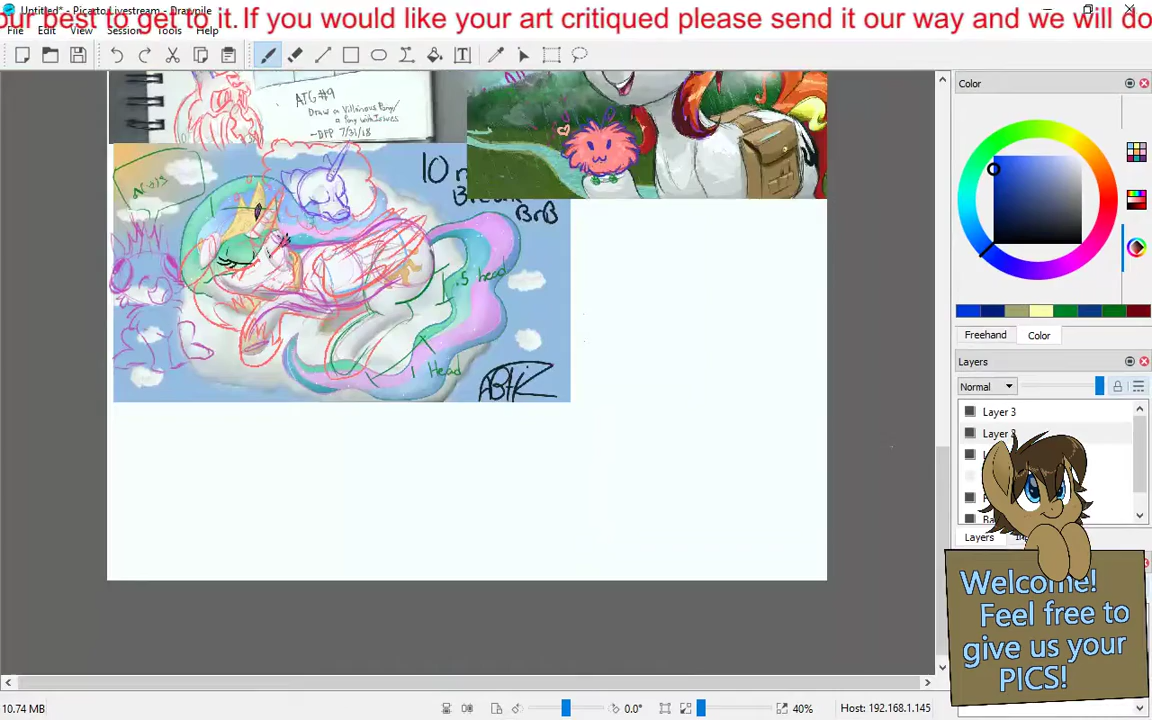 our best to get to it. If you would like your art critiqued please send it our way and we will do
Untitled* - Picarto Livestream - Drawpile
File Edit View Session Tools Help
ATG #9
Draw a Villainous Pony/
a Pony with Issues
-DFP 7/31/18
10
Break
BrB
.5 head
1 Head
Color
Freehand Color
Layers
Normal
Layer 3
Layer
Layers
Welcome!
Feel free to
give us your
PICS!
10.74 MB
0.0°
40%
Host: 192.168.1.145